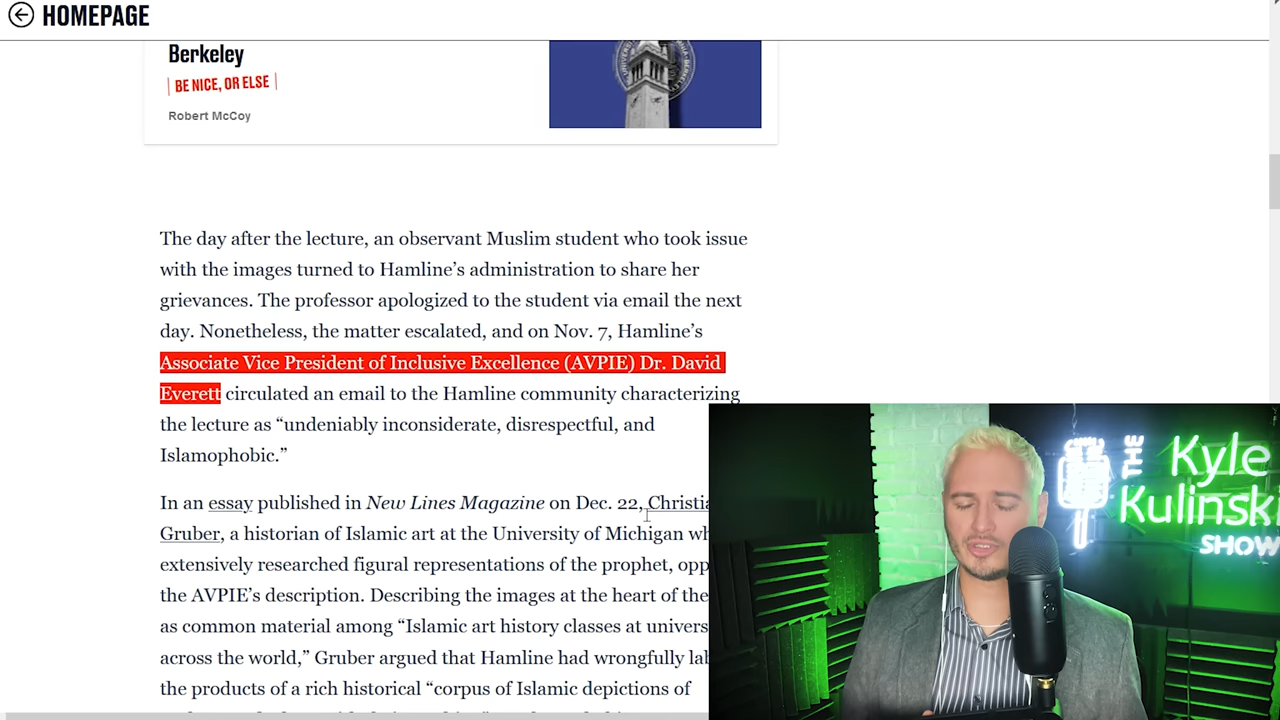 HOMEPAGE
Berkeley
BE NICE, OR ELSE
Robert McCoy
The day after the lecture, an observant Muslim student who took issue
with the images turned to Hamline’s administration to share her
grievances. The professor apologized to the student via email the next
day. Nonetheless, the matter escalated, and on Nov. 7, Hamline’s
Associate Vice President of Inclusive Excellence (AVPIE) Dr. David
Everett circulated an email to the Hamline community characterizing
the lecture as “undeniably inconsiderate, disrespectful, and
Islamophobic.”
In an essay published in New Lines Magazine on Dec. 22, Christia
Gruber, a historian of Islamic art at the University of Michigan wh
extensively researched figural representations of the prophet, opp
the AVPIE’s description. Describing the images at the heart of the
as common material among “Islamic art history classes at univers
across the world,” Gruber argued that Hamline had wrongfully lab
the products of a rich historical “corpus of Islamic depictions of
THE
Kyle
Kulinski
SHOW